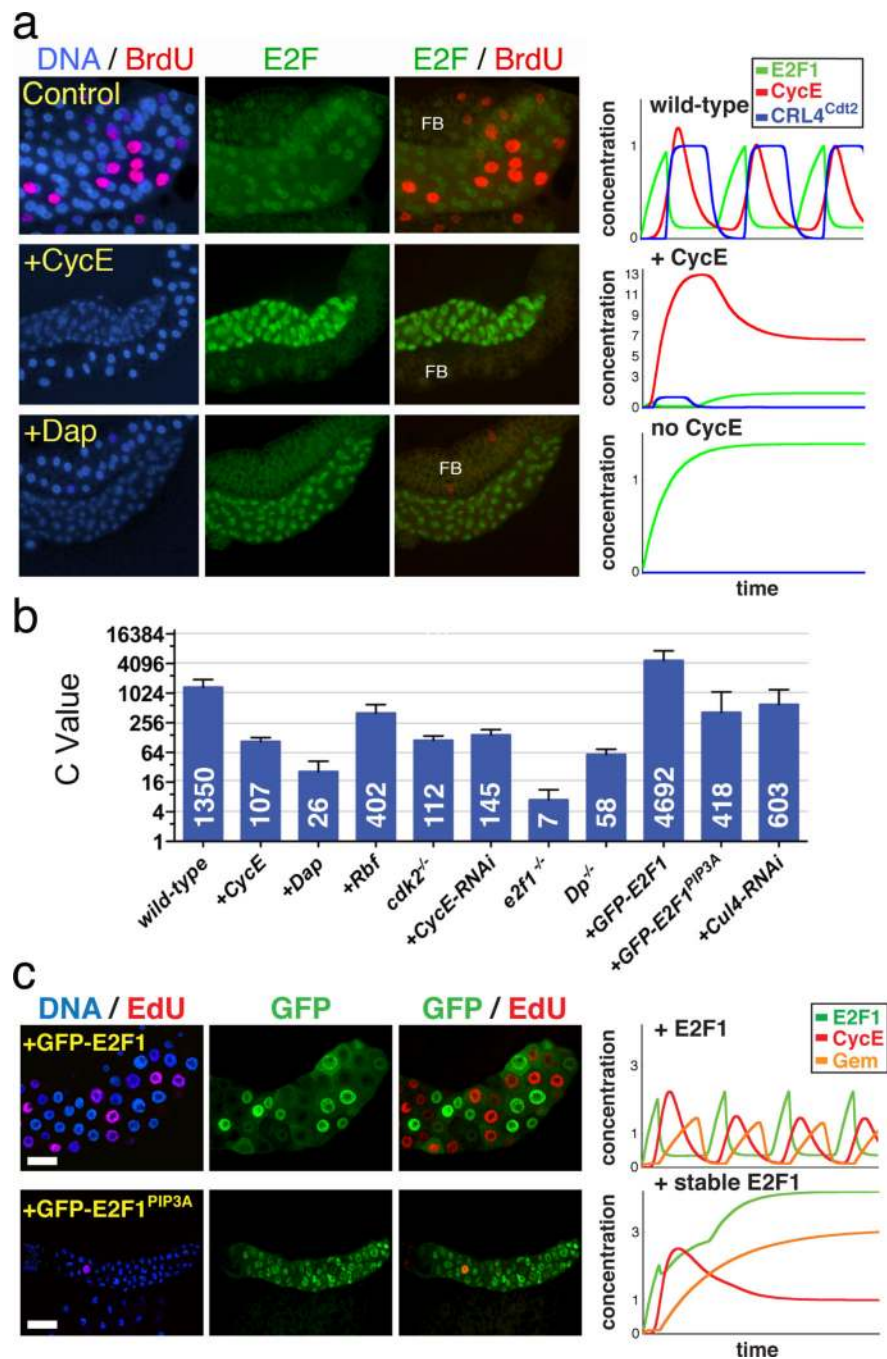 a
DNA / BrdU
E2F
E2F / BrdU
Control
FB
+CycE
FB
+Dap
FB
E2F1
CycE
CRL4Cdt2
wild-type
concentration
1
0
+ CycE
concentration
13
11
9
7
5
3
1
0
no CycE
concentration
1
0
time
b
C Value
16384
4096
1024
256
64
16
4
1
1350
107
26
402
112
145
7
58
4692
418
603
wild-type
+CycE
+Dap
+Rbf
cdk2-/-
+CycE-RNAi
e2f1-/-
Dp-/-
+GFP-E2F1
+GFP-E2F1PIP3A
+Cul4-RNAi
c
DNA / EdU
GFP
GFP / EdU
+GFP-E2F1
+GFP-E2F1PIP3A
E2F1
CycE
Gem
+ E2F1
concentration
3
1
0
+ stable E2F1
concentration
3
1
0
time